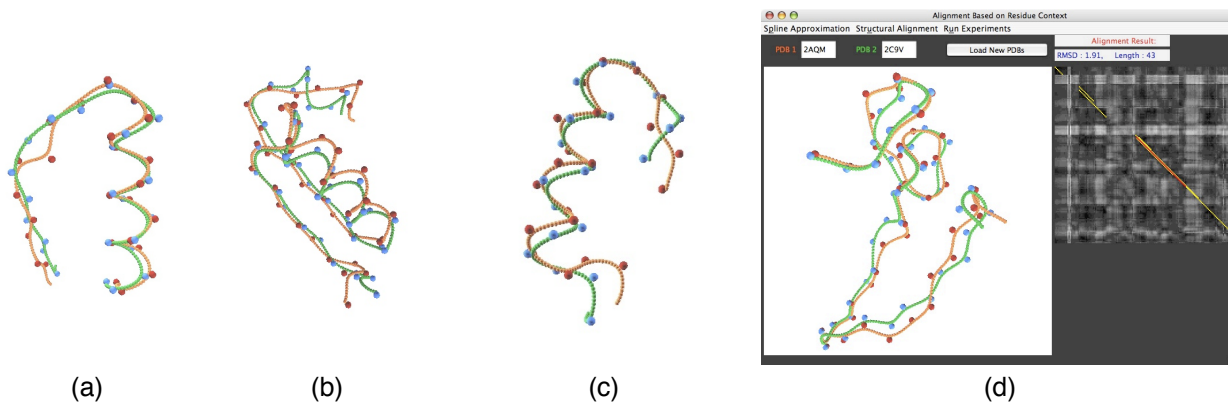 Alignment Based on Residue Context
Spline Approximation Structural Alignment Run Experiments
PDB 1 2AQM PDB 2 2C9V Load New PDBs
Alignment Result:
RMSD : 1.91, Length : 43
(a) (b) (c) (d)